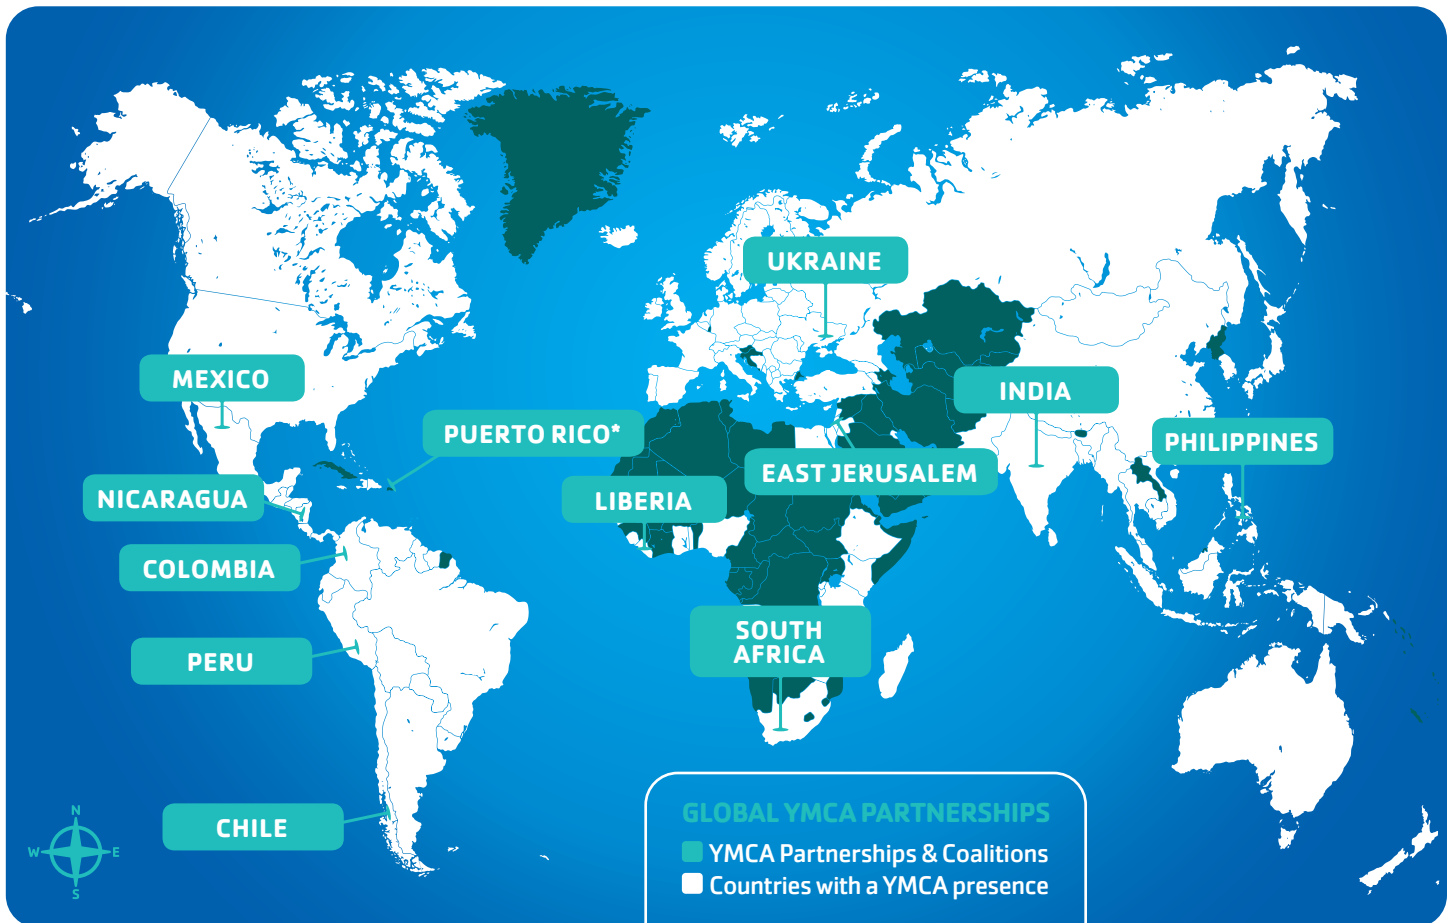 UKRAINE
MEXICO
INDIA
PUERTO RICO*
PHILIPPINES
EAST JERUSALEM
NICARAGUA
LIBERIA
COLOMBIA
SOUTH
AFRICA
PERU
CHILE
N
W
E
S
GLOBAL YMCA PARTNERSHIPS
YMCA Partnerships & Coalitions
Countries with a YMCA presence